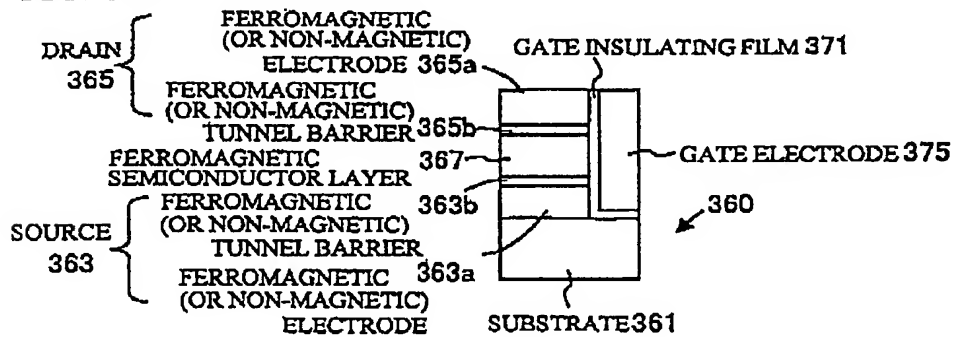 DRAIN
365
FERROMAGNETIC
(OR NON-MAGNETIC)
ELECTRODE 365a
FERROMAGNETIC
(OR NON-MAGNETIC)
TUNNEL BARRIER 365b
FERROMAGNETIC
SEMICONDUCTOR LAYER
367
SOURCE
363
FERROMAGNETIC
(OR NON-MAGNETIC)
TUNNEL BARRIER
363b
FERROMAGNETIC
(OR NON-MAGNETIC)
ELECTRODE
363a
GATE INSULATING FILM 371
GATE ELECTRODE 375
360
SUBSTRATE361